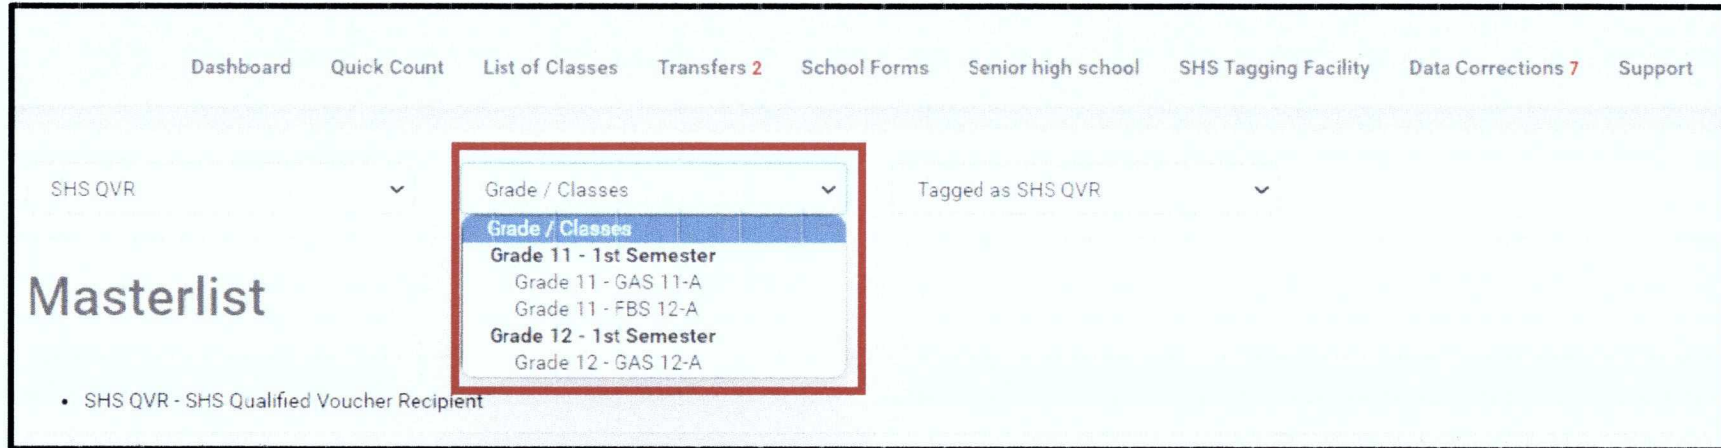 Dashboard Quick Count List of Classes Transfers 2 School Forms Senior high school SHS Tagging Facility Data Corrections 7 Support
SHS QVR Grade / Classes Tagged as SHS QVR
Grade / Classes
Grade 11 - 1st Semester
Grade 11 - GAS 11-A
Grade 11 - FBS 12-A
Grade 12 - 1st Semester
Grade 12 - GAS 12-A
Masterlist
• SHS QVR - SHS Qualified Voucher Recipient